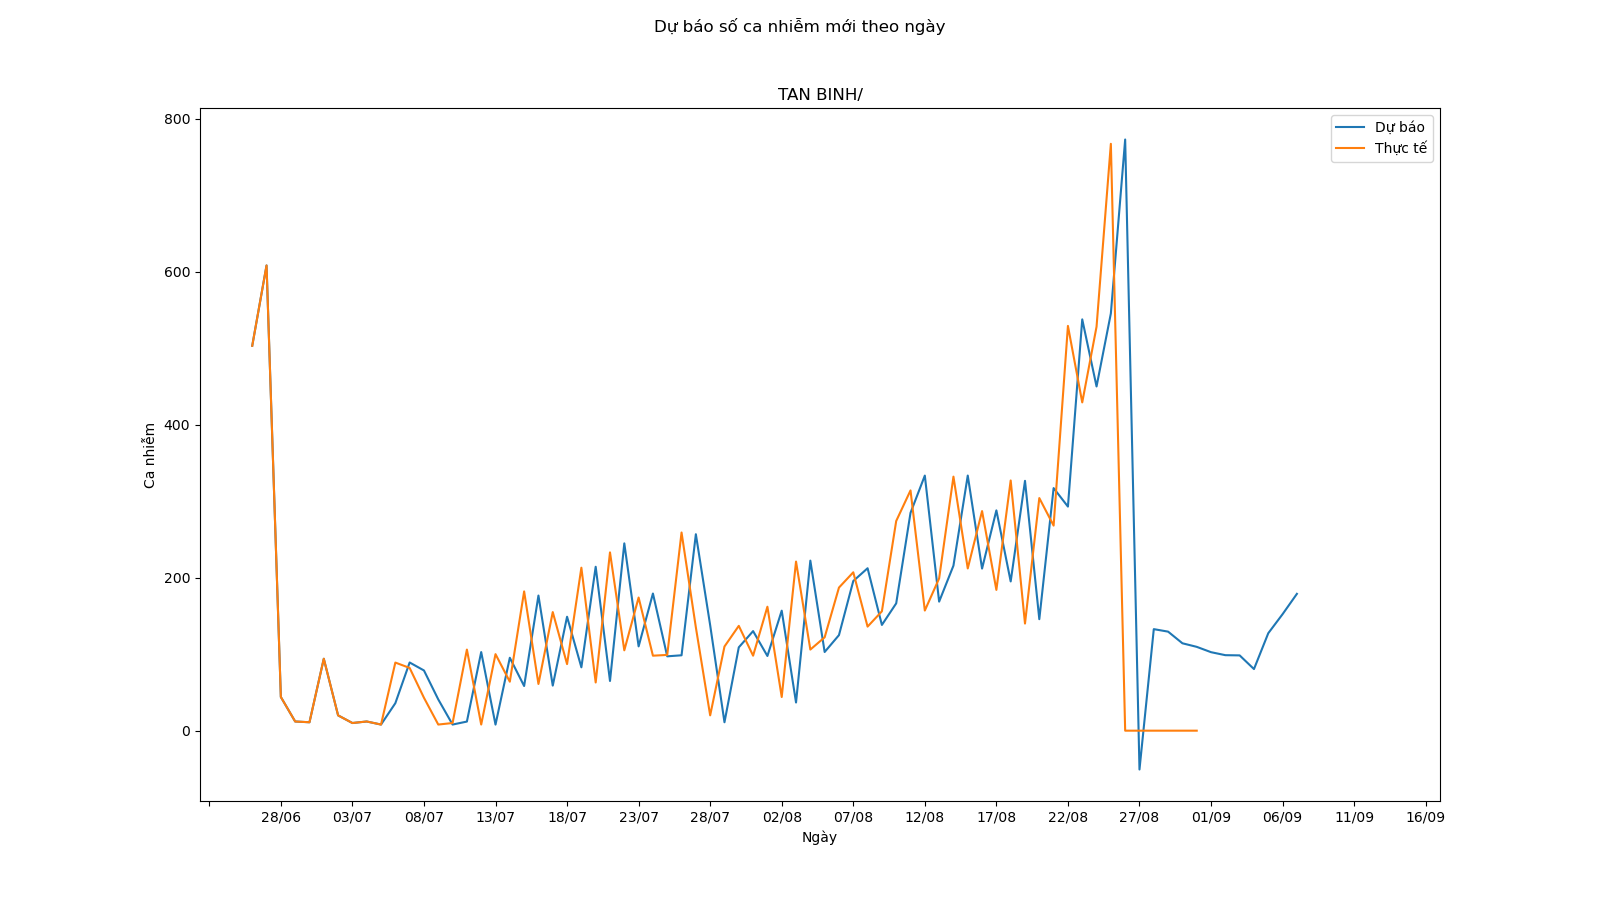 Dự báo số ca nhiễm mới theo ngày
TAN BINH/
Dự báo
Thực tế
800
600
400
200
0
Ca nhiễm
28/06 03/07 08/07 13/07 18/07 23/07 28/07 02/08 07/08 12/08 17/08 22/08 27/08 01/09 06/09 11/09 16/09
Ngày